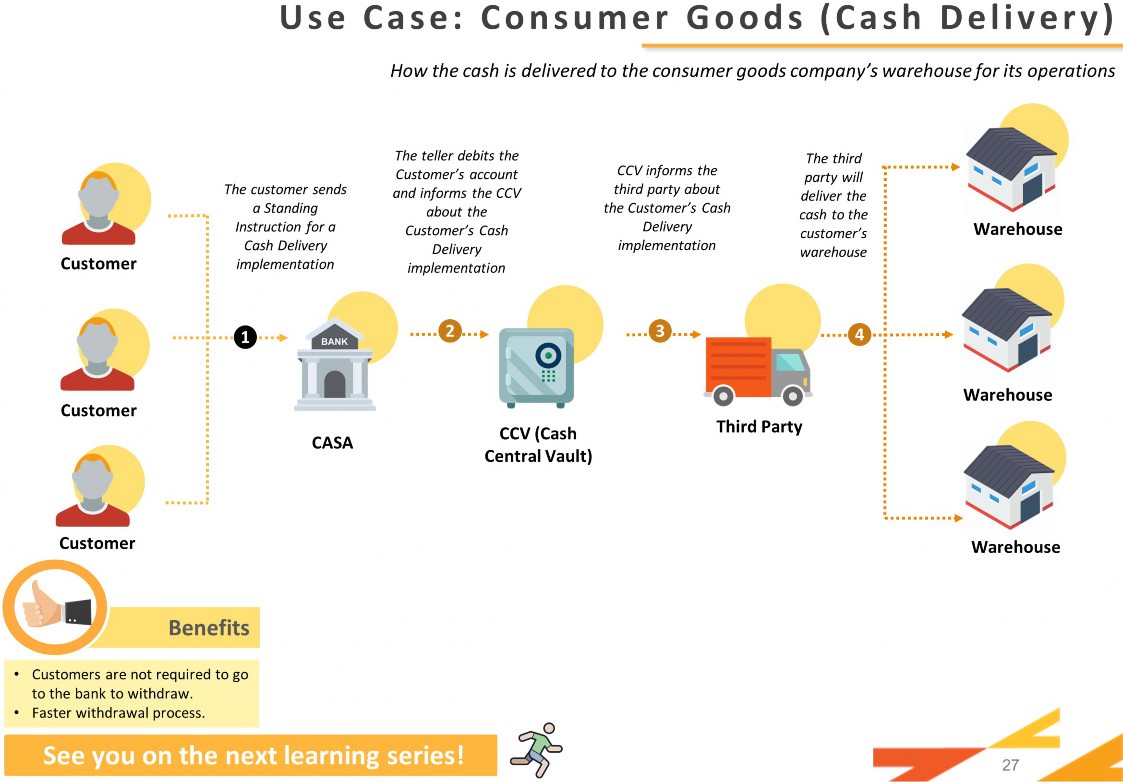 Use Case: Consumer Goods (Cash Delivery)
How the cash is delivered to the consumer goods company’s warehouse for its operations
Customer
Customer
Customer
The customer sends
a Standing
Instruction for a
Cash Delivery
implementation
1
BANK
CASA
The teller debits the
Customer’s account
and informs the CCV
about the
Customer’s Cash
Delivery
implementation
2
CCV (Cash
Central Vault)
CCV informs the
third party about
the Customer’s Cash
Delivery
implementation
3
Third Party
The third
party will
deliver the
cash to the
customer’s
warehouse
4
Warehouse
Warehouse
Warehouse
Benefits
• Customers are not required to go
to the bank to withdraw.
• Faster withdrawal process.
See you on the next learning series!
27